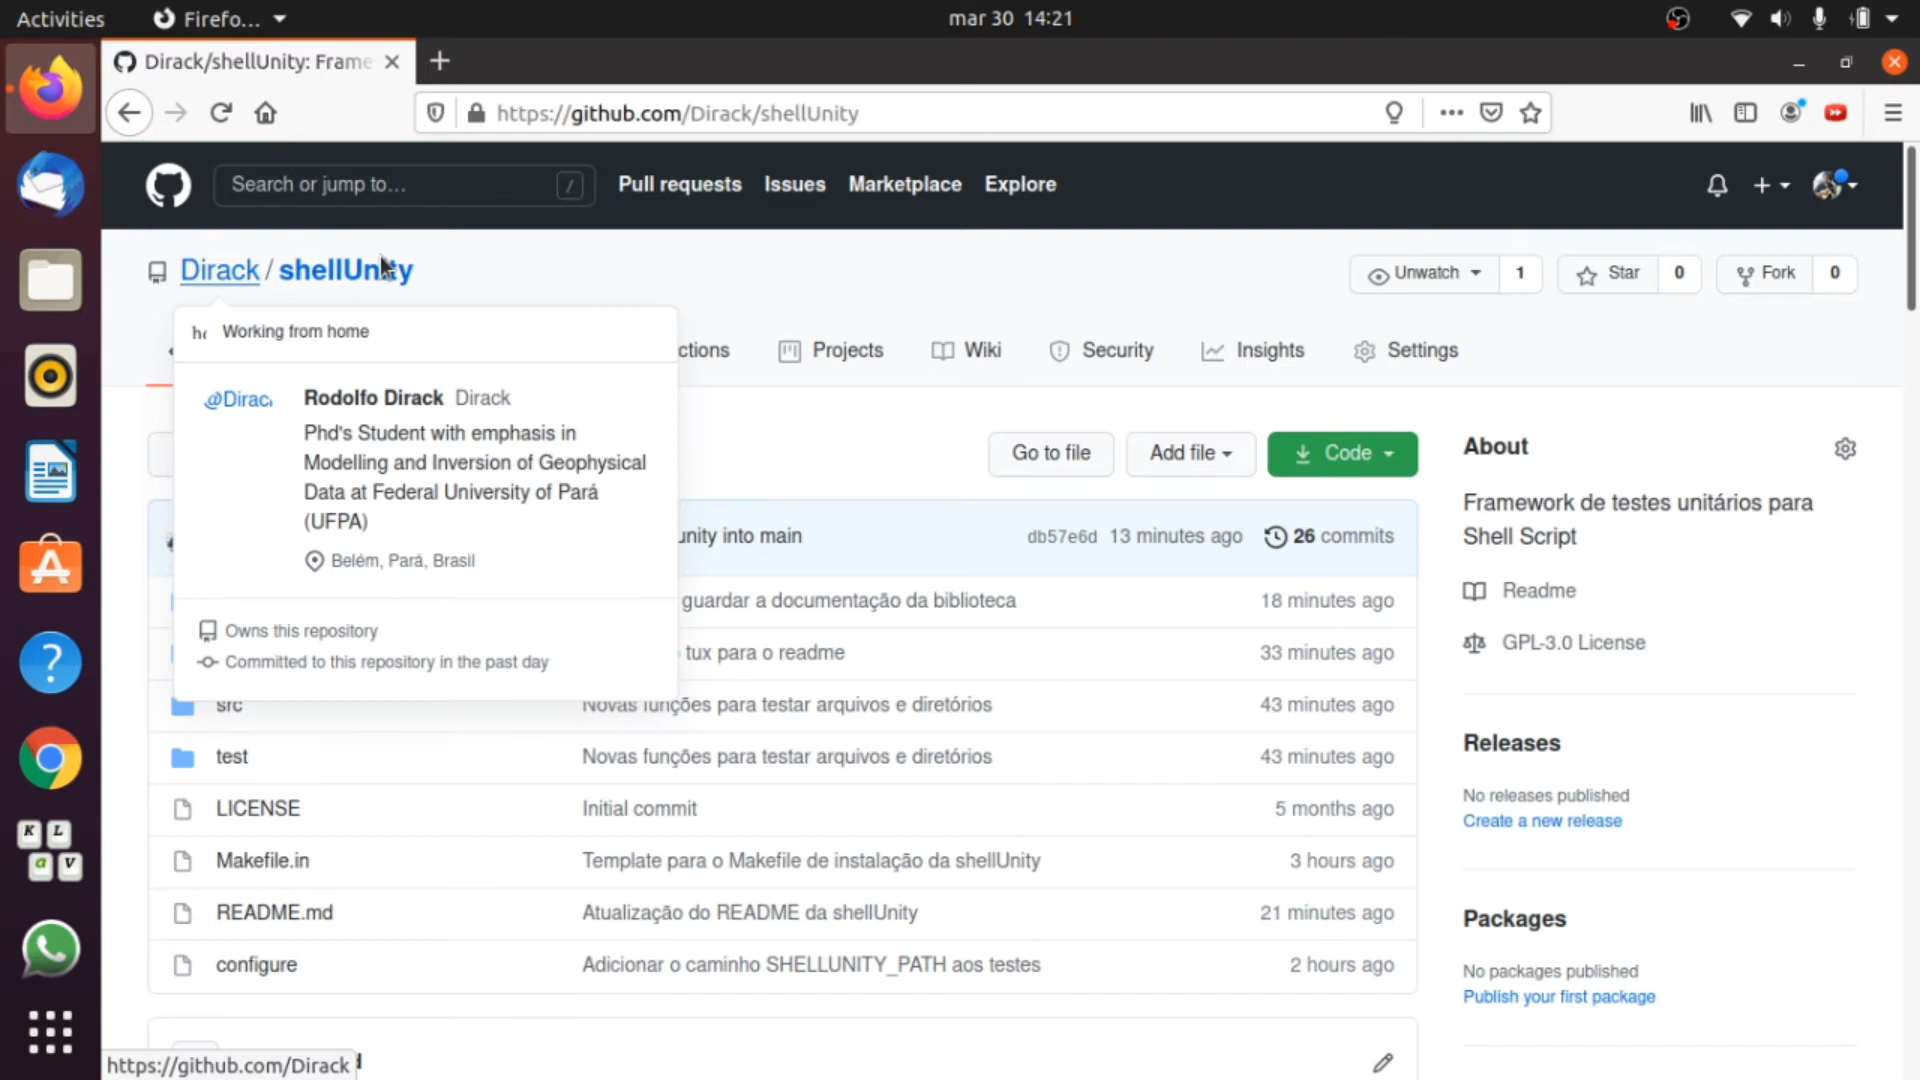 Activities
Firefo...
mar 30 14:21
Dirack/shellUnity: Frame
https://github.com/Dirack/shellUnity
Search or jump to...
/
Pull requests
Issues
Marketplace
Explore
Dirack / shellUnity
Unwatch
1
Star
0
Fork
0
Working from home
ctions
Projects
Wiki
Security
Insights
Settings
@Dirac
Rodolfo Dirack Dirack
Phd's Student with emphasis in
Modelling and Inversion of Geophysical
Data at Federal University of Pará
(UFPA)
Belém, Pará, Brasil
Owns this repository
Committed to this repository in the past day
Go to file
Add file
Code
unity into main
db57e6d 13 minutes ago
26 commits
guardar a documentação da biblioteca
18 minutes ago
tux para o readme
33 minutes ago
src
Novas funções para testar arquivos e diretórios
43 minutes ago
test
Novas funções para testar arquivos e diretórios
43 minutes ago
LICENSE
Initial commit
5 months ago
Makefile.in
Template para o Makefile de instalação da shellUnity
3 hours ago
README.md
Atualização do README da shellUnity
21 minutes ago
configure
Adicionar o caminho SHELLUNITY_PATH aos testes
2 hours ago
About
Framework de testes unitários para
Shell Script
Readme
GPL-3.0 License
Releases
No releases published
Create a new release
Packages
No packages published
Publish your first package
K L
a V
https://github.com/Dirack